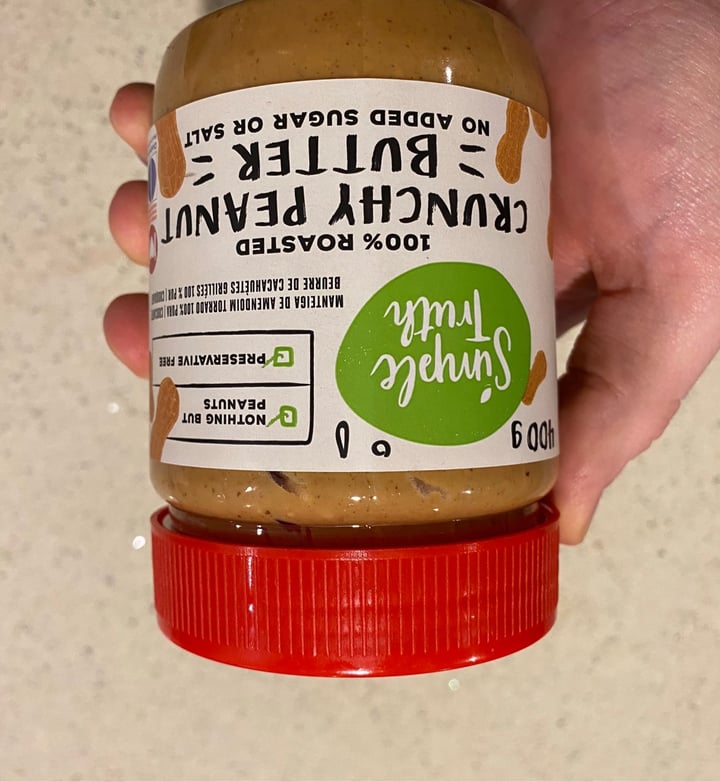 400g
Simple
Truth
NOTHING BUT
PEANUTS
PRESERVATIVE FREE
MANTEIGA DE AMENDOIM TORRADO 100% PURA
BEURRE DE CACAHUÈTES GRILLÉES 100 % PUR
100% ROASTED
CRUNCHY PEANUT
BUTTER
NO ADDED SUGAR OR SALT